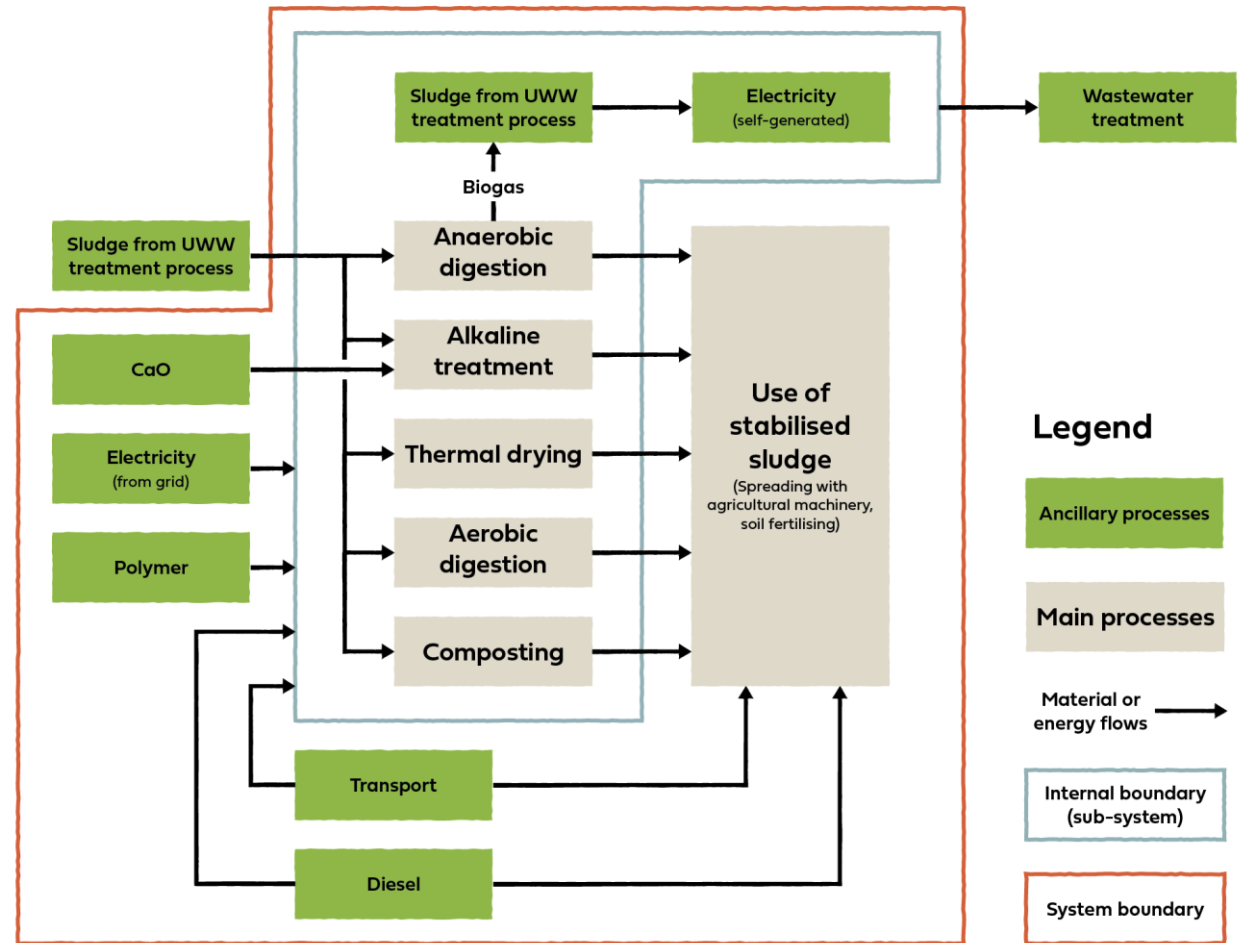 Sludge from UWW
treatment process
Electricity
(self-generated)
Wastewater
treatment
Biogas
Sludge from UWW
treatment process
Anaerobic
digestion
CaO
Alkaline
treatment
Electricity
(from grid)
Thermal drying
Polymer
Aerobic
digestion
Composting
Use of
stabilised
sludge
(Spreading with
agricultural machinery,
soil fertilising)
Transport
Diesel
Legend
Ancillary processes
Main processes
Material or
energy flows
Internal boundary
(sub-system)
System boundary